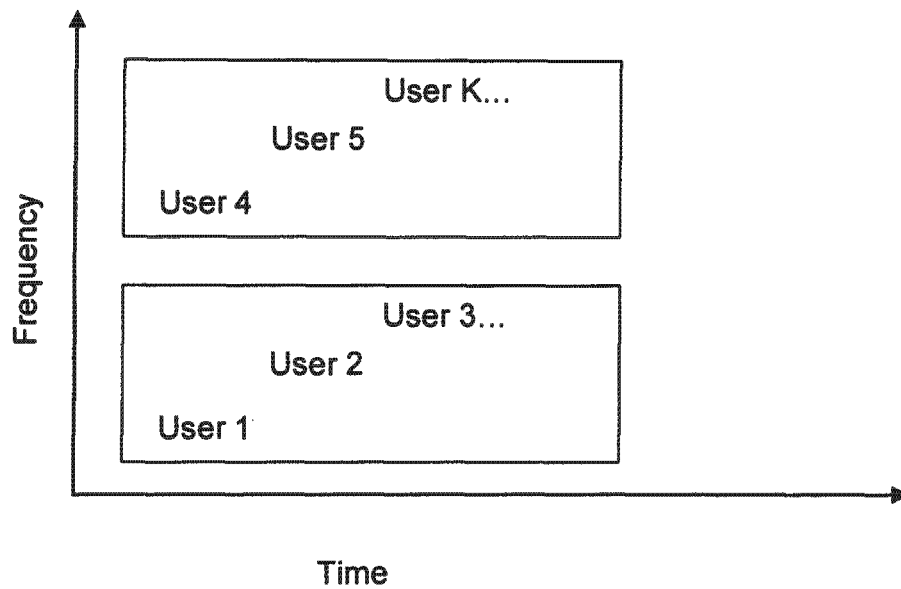 User K...
User 5
User 4
Frequency
User 3...
User 2
User 1
Time